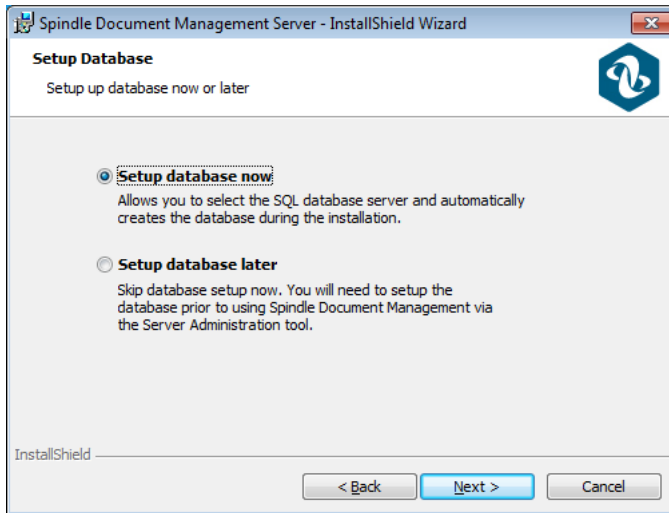 Spindle Document Management Server - InstallShield Wizard
Setup Database
Setup up database now or later
Setup database now
Allows you to select the SQL database server and automatically
creates the database during the installation.
Setup database later
Skip database setup now. You will need to setup the
database prior to using Spindle Document Management via
the Server Administration tool.
InstallShield
< Back Next > Cancel